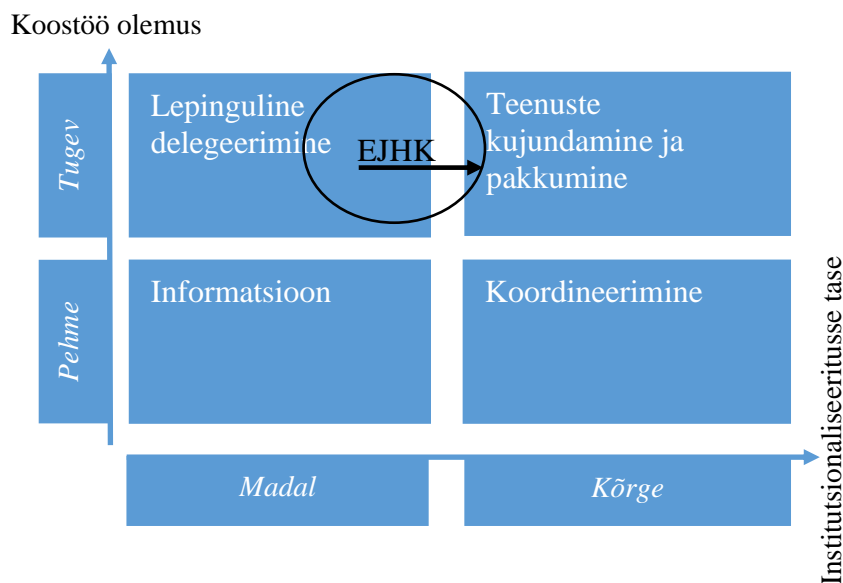 Koostöö olemus
Tugev
Lepinguline
delegeerimine
EJHK
Teenuste
kujundamine ja
pakkumine
Pehme
Informatsioon
Koordineerimine
Madal
Kõrge
Institutsionaliseeritusse tase